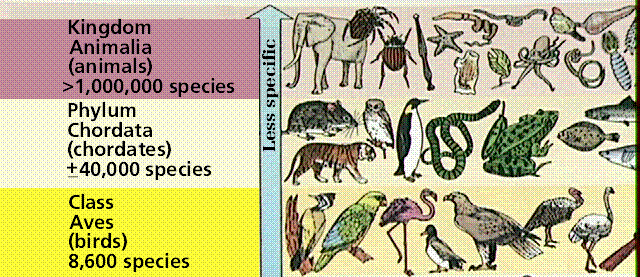 Kingdom
Animalia
(animals)
>1,000,000 species
Phylum
Chordata
(chordates)
±40,000 species
Class
Aves
(birds)
8,600 species
Less specific